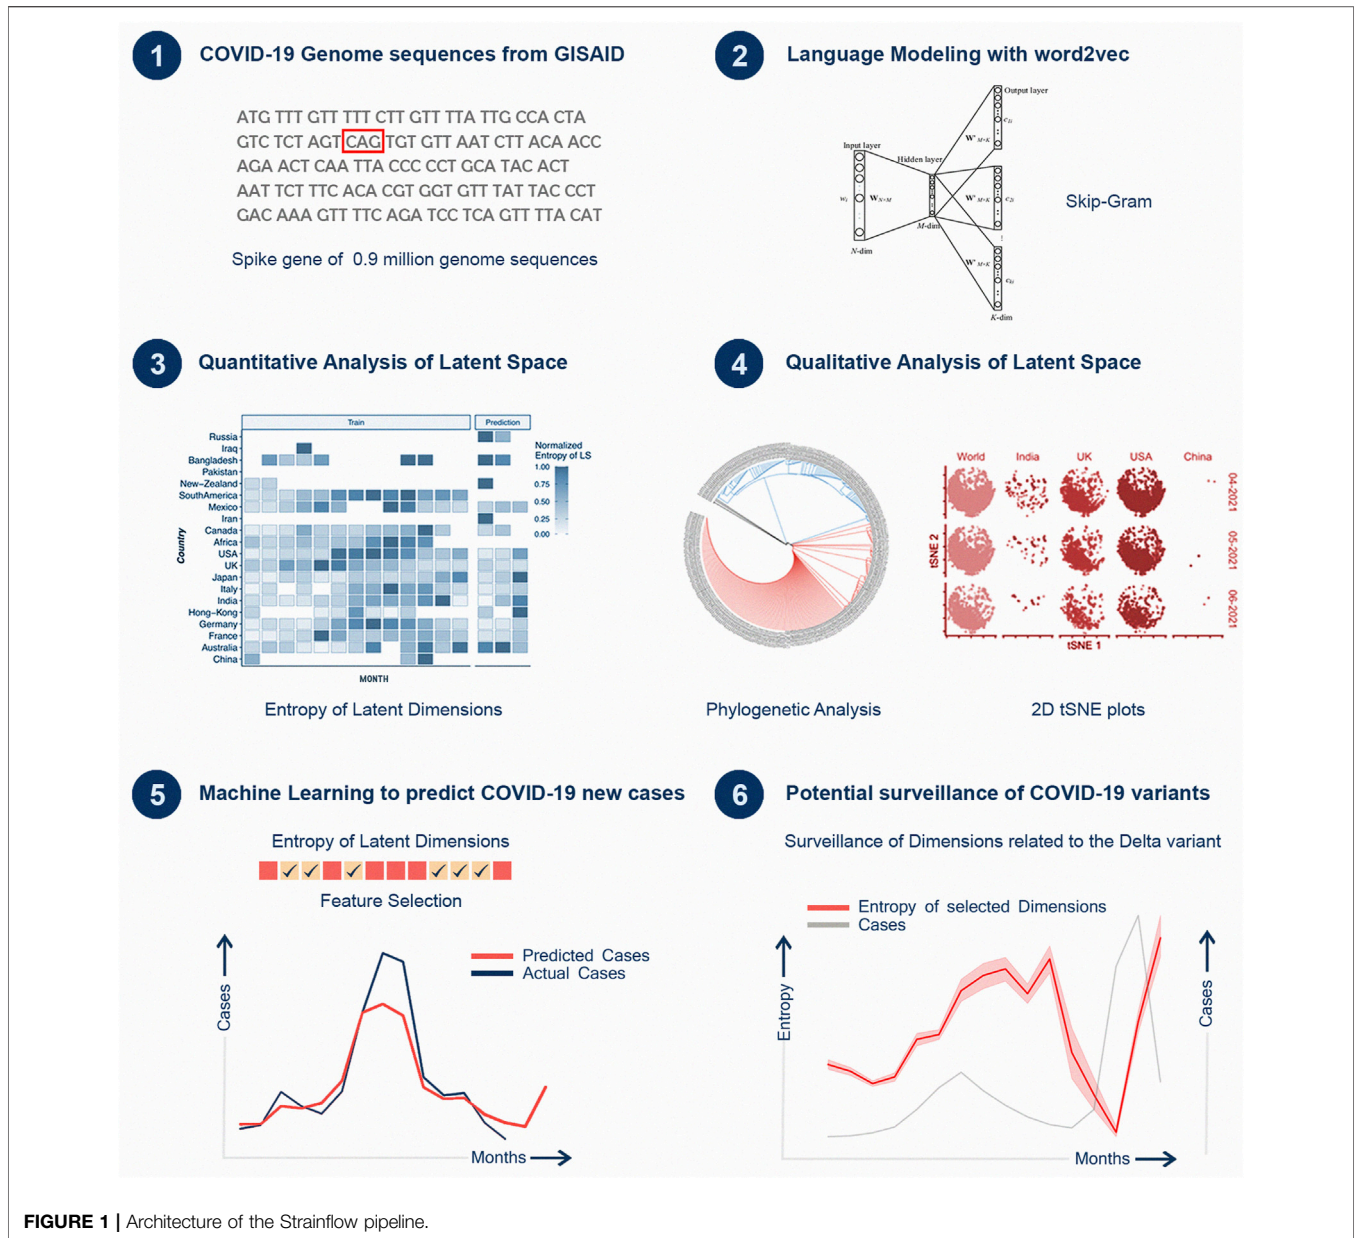 1 COVID-19 Genome sequences from GISAID
ATG TTT GTT TTT CTT GTT TTA TTG CCA CTA
GTC TCT AGT CAG TGT GTT AAT CTT ACA ACC
AGA ACT CAA TTA CCC CCT GCA TAC ACT
AAT TCT TTC ACA CGT GGT GTT TAT TAC CCT
GAC AAA GTT TTC AGA TCC TCA GTT TTA CAT
Spike gene of 0.9 million genome sequences
2 Language Modeling with word2vec
Output layer
Input layer
Hidden layer
N-dim
M-dim
K-dim
Skip-Gram
3 Quantitative Analysis of Latent Space
Train
Prediction
Country
Russia
Iraq
Bangladesh
Pakistan
New-Zealand
SouthAmerica
Mexico
Iran
Canada
Africa
USA
UK
Japan
Italy
India
Hong-Kong
Germany
France
Australia
China
MONTH
Normalized
Entropy of LS
1.00
0.75
0.50
0.25
0.00
Entropy of Latent Dimensions
4 Qualitative Analysis of Latent Space
Phylogenetic Analysis
World India UK USA China
04-2021
05-2021
06-2021
tSNE 2
tSNE 1
2D tSNE plots
5 Machine Learning to predict COVID-19 new cases
Entropy of Latent Dimensions
Feature Selection
Predicted Cases
Actual Cases
Cases
Months
6 Potential surveillance of COVID-19 variants
Surveillance of Dimensions related to the Delta variant
Entropy of selected Dimensions
Cases
Entropy
Cases
Months
FIGURE 1 | Architecture of the Strainflow pipeline.